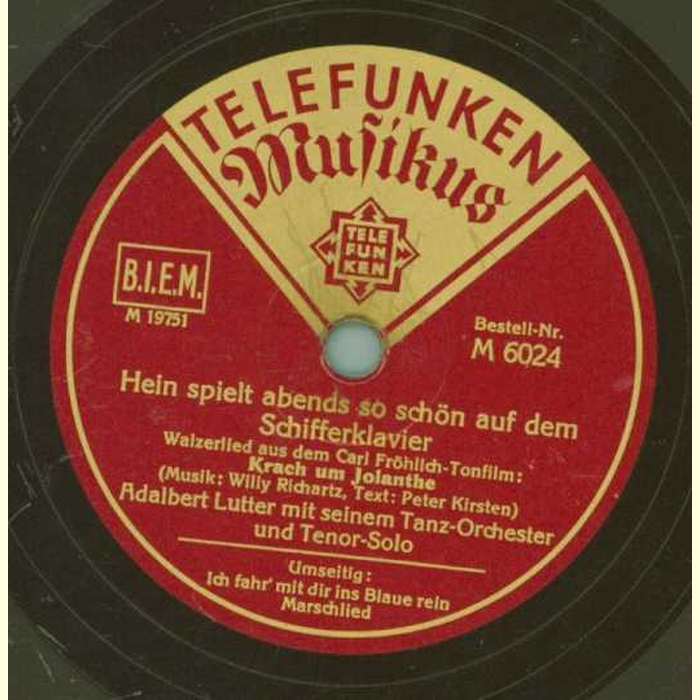 TELEFUNKEN
Musikus
TELE
FUN
KEN
B.I.E.M.
M 19751
Bestell-Nr.
M 6024
Hein spielt abends so schön auf dem
Schifferklavier
Walzerlied aus dem Carl Fröhlich-Tonfilm:
Krach um Jolanthe
(Musik: Willy Richartz, Text: Peter Kirsten)
Adalbert Lutter mit seinem Tanz-Orchester
und Tenor-Solo
Umseitig:
Ich fahr' mit dir ins Blaue rein
Marschlied